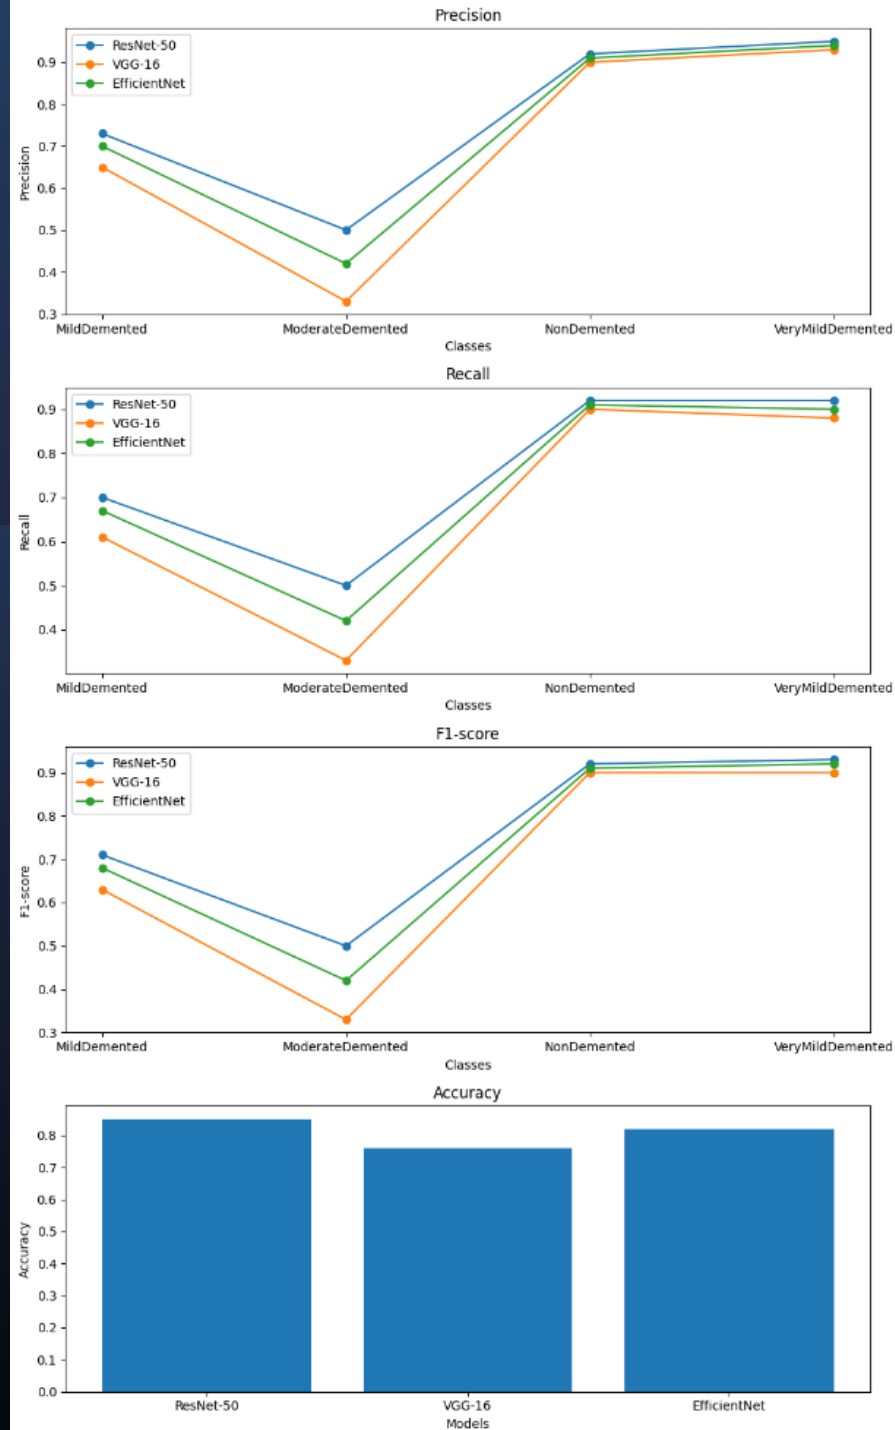 Precision
ResNet-50
VGG-16
EfficientNet
0.9
0.8
0.7
0.6
0.5
0.4
0.3
Precision
MildDemented ModerateDemented NonDemented VeryMildDemented
Classes
Recall
ResNet-50
VGG-16
EfficientNet
0.9
0.8
0.7
0.6
0.5
0.4
Recall
MildDemented ModerateDemented NonDemented VeryMildDemented
Classes
F1-score
ResNet-50
VGG-16
EfficientNet
0.9
0.8
0.7
0.6
0.5
0.4
0.3
F1-score
MildDemented ModerateDemented NonDemented VeryMildDemented
Classes
Accuracy
0.8
0.7
0.6
0.5
0.4
0.3
0.2
0.1
0.0
Accuracy
ResNet-50 VGG-16 EfficientNet
Models